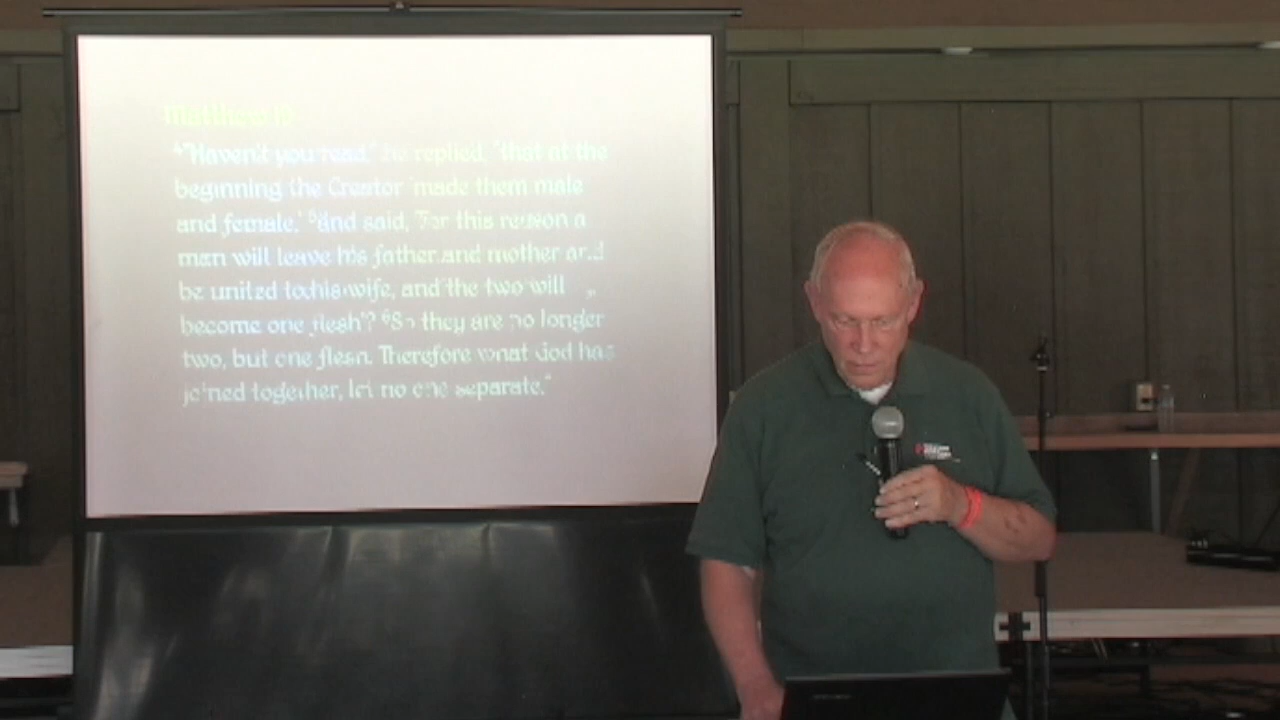 Matthew 19
⁴"Haven't you read," he replied, "that at the
beginning the Creator 'made them male
and female,' ⁵and said, 'For this reason a
man will leave his father and mother and
be united to his wife, and the two will
become one flesh'? ⁶So they are no longer
two, but one flesh. Therefore what God has
joined together, let no one separate."